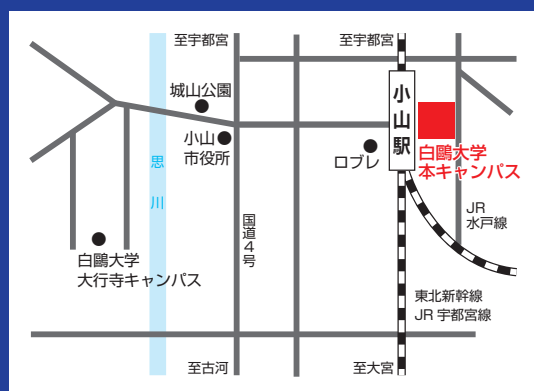 至宇都宮
至宇都宮
城山公園
小山
市役所
思川
小山駅
ロブレ
白鷗大学
本キャンパス
国道4号
JR
水戸線
白鷗大学
大行寺キャンパス
東北新幹線
JR 宇都宮線
至古河
至大宮